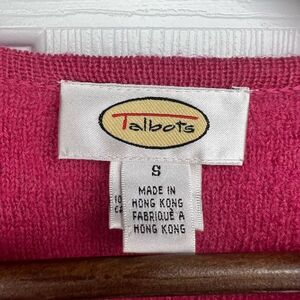 Talbots
S
MADE IN
HONG KONG
FABRIQUÉ A
HONG KONG